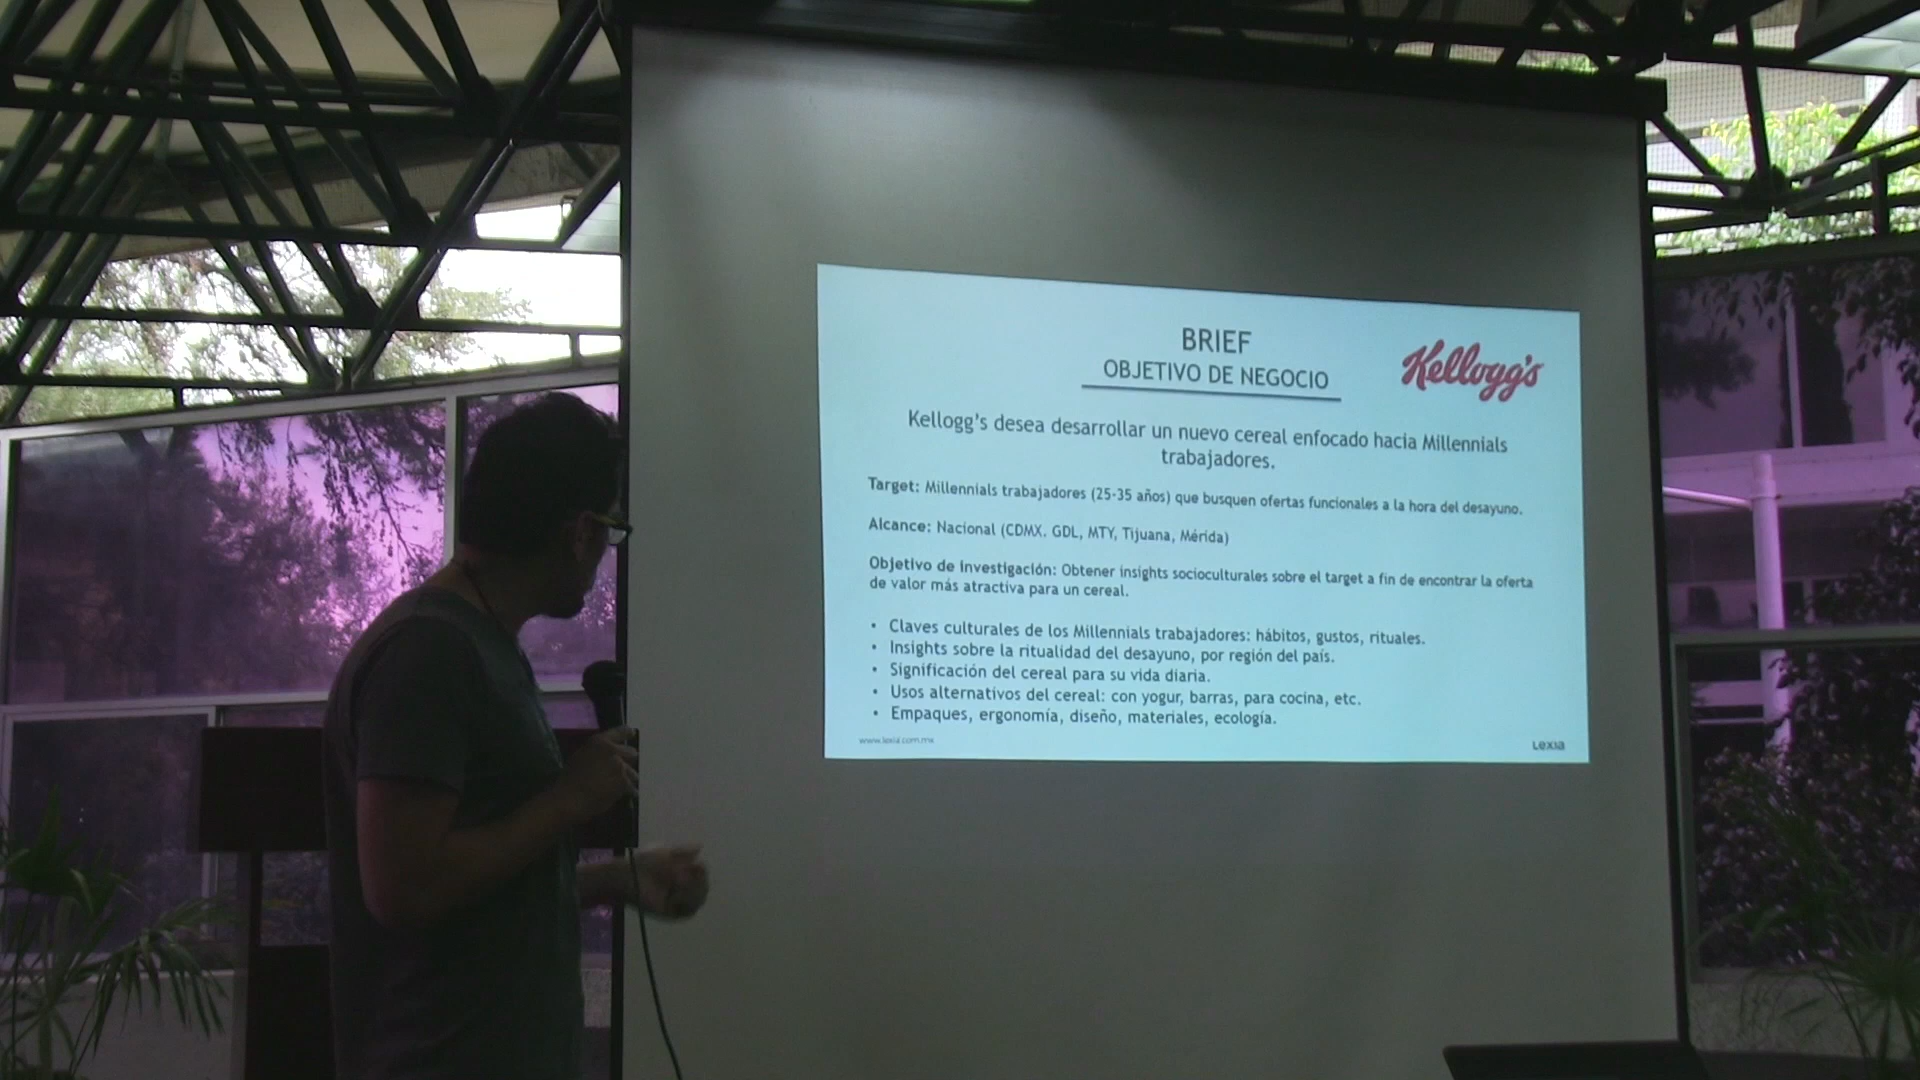 BRIEF
OBJETIVO DE NEGOCIO
Kellogg's
Kellogg's desea desarrollar un nuevo cereal enfocado hacia Millennials
trabajadores.
Target: Millennials trabajadores (25-35 años) que busquen ofertas funcionales a la hora del desayuno.
Alcance: Nacional (CDMX. GDL, MTY, Tijuana, Mérida)
Objetivo de investigación: Obtener insights socioculturales sobre el target a fin de encontrar la oferta
de valor más atractiva para un cereal.
• Claves culturales de los Millennials trabajadores: hábitos, gustos, rituales.
• Insights sobre la ritualidad del desayuno, por región del país.
• Significación del cereal para su vida diaria.
• Usos alternativos del cereal: con yogur, barras, para cocina, etc.
• Empaques, ergonomía, diseño, materiales, ecología.
www.lexia.com.mx
Lexia